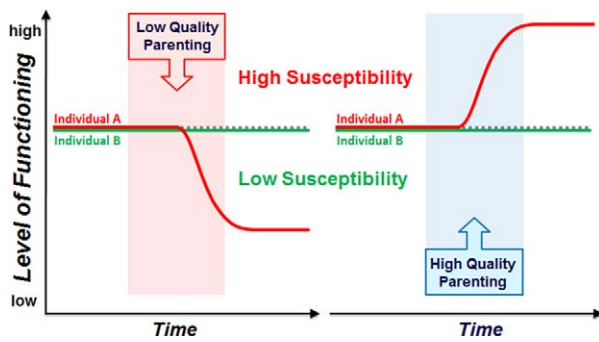 high
Low Quality
Parenting
High Susceptibility
Individual A
Individual B
Individual A
Individual B
Low Susceptibility
High Quality
Parenting
low
Level of Functioning
Time
Time